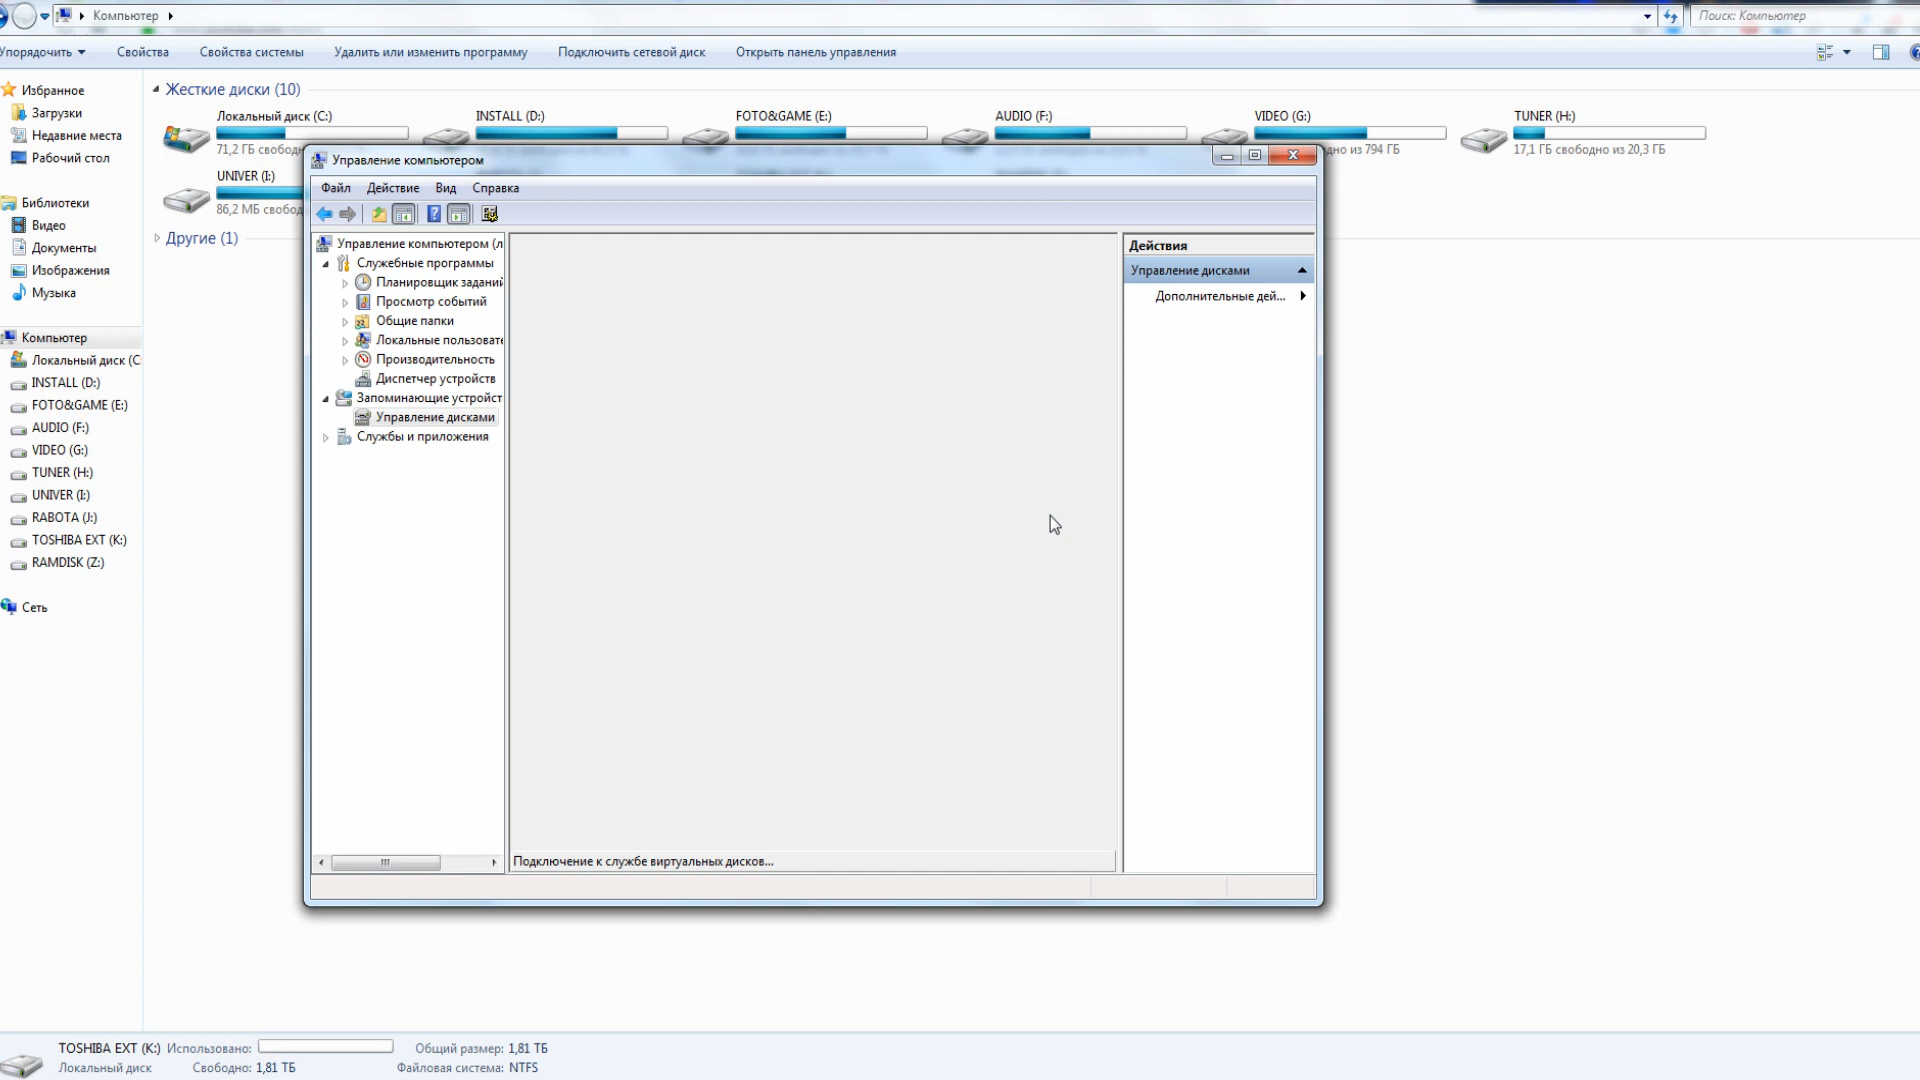 Компьютер
Поиск: Компьютер
Упорядочить
Свойства
Свойства системы
Удалить или изменить программу
Подключить сетевой диск
Открыть панель управления
Избранное
Загрузки
Недавние места
Рабочий стол
Библиотеки
Видео
Документы
Изображения
Музыка
Компьютер
Локальный диск (C:
INSTALL (D:)
FOTO&GAME (E:)
AUDIO (F:)
VIDEO (G:)
TUNER (H:)
UNIVER (I:)
RABOTA (J:)
TOSHIBA EXT (K:)
RAMDISK (Z:)
Сеть
Жесткие диски (10)
Локальный диск (C:)
71,2 ГБ свободн
INSTALL (D:)
FOTO&GAME (E:)
AUDIO (F:)
VIDEO (G:)
дно из 794 ГБ
TUNER (H:)
17,1 ГБ свободно из 20,3 ГБ
UNIVER (I:)
86,2 МБ свобод
Другие (1)
Управление компьютером
Файл Действие Вид Справка
Управление компьютером (л
Служебные программы
Планировщик заданий
Просмотр событий
Общие папки
Локальные пользовате
Производительность
Диспетчер устройств
Запоминающие устройст
Управление дисками
Службы и приложения
Подключение к службе виртуальных дисков...
Действия
Управление дисками
Дополнительные дей...
TOSHIBA EXT (K:) Использовано:
Общий размер: 1,81 ТБ
Локальный диск
Свободно: 1,81 ТБ
Файловая система: NTFS